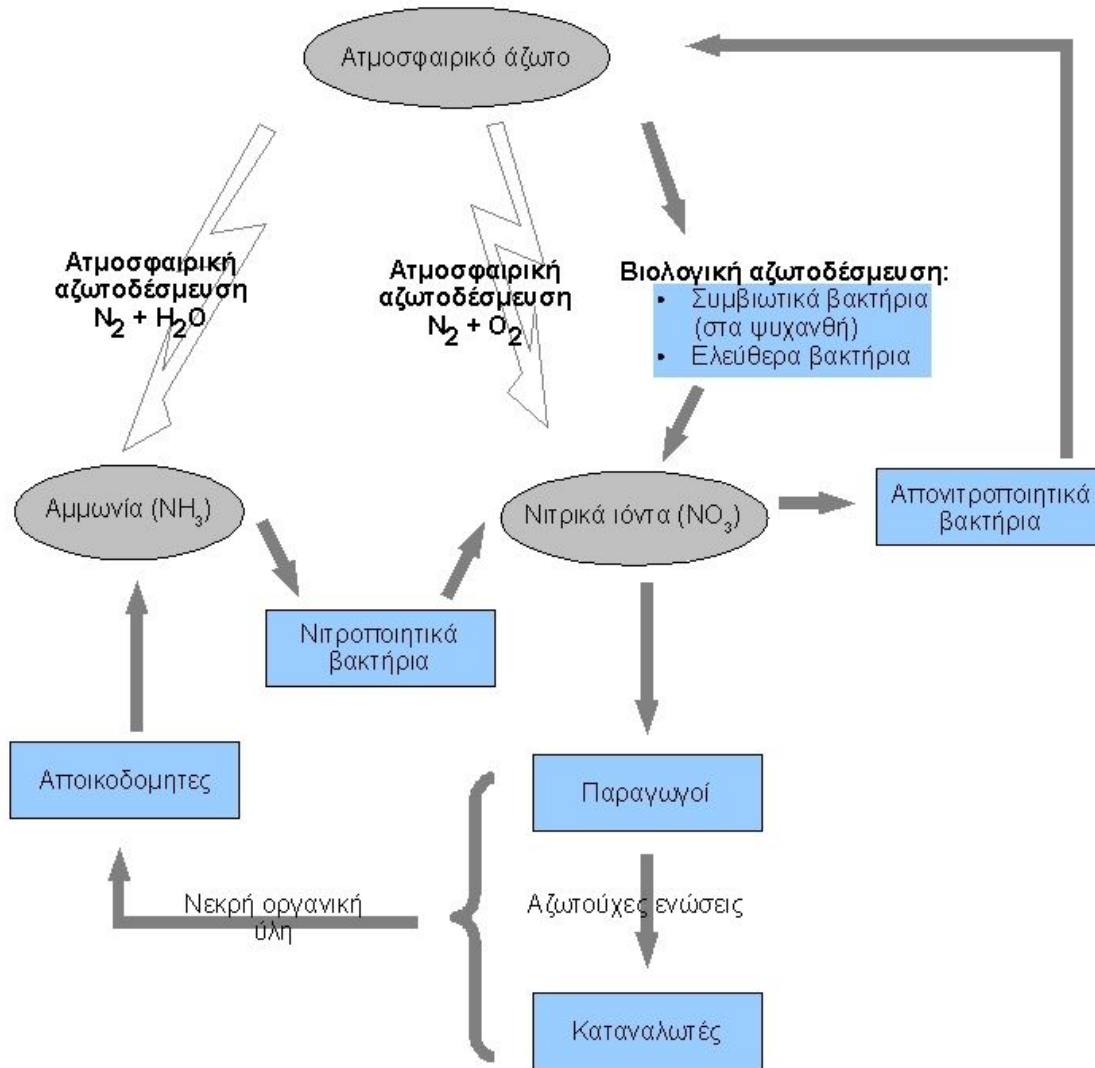 Ατμοσφαιρικό άζωτο
Ατμοσφαιρική
αζωτοδέσμευση
N2 + H2O
Ατμοσφαιρική
αζωτοδέσμευση
N2 + O2
Βιολογική αζωτοδέσμευση:
• Συμβιωτικά βακτήρια
(στα ψυχανθή)
• Ελεύθερα βακτήρια
Αμμωνία (NH3)
Νιτρικά ιόντα (NO3)
Απονιτροποιητικά
βακτήρια
Νιτροποιητικά
βακτήρια
Αποικοδομητες
Παραγωγοί
Νεκρή οργανική
ύλη
Αζωτούχες ενώσεις
Καταναλωτές